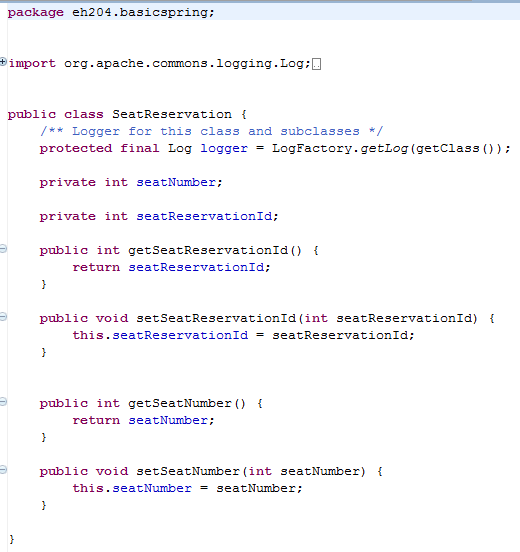 package eh204.basicspring;
import org.apache.commons.logging.Log;
public class SeatReservation {
/** Logger for this class and subclasses */
protected final Log logger = LogFactory.getLog(getClass());
private int seatNumber;
private int seatReservationId;
public int getSeatReservationId() {
return seatReservationId;
}
public void setSeatReservationId(int seatReservationId) {
this.seatReservationId = seatReservationId;
}
public int getSeatNumber() {
return seatNumber;
}
public void setSeatNumber(int seatNumber) {
this.seatNumber = seatNumber;
}
}